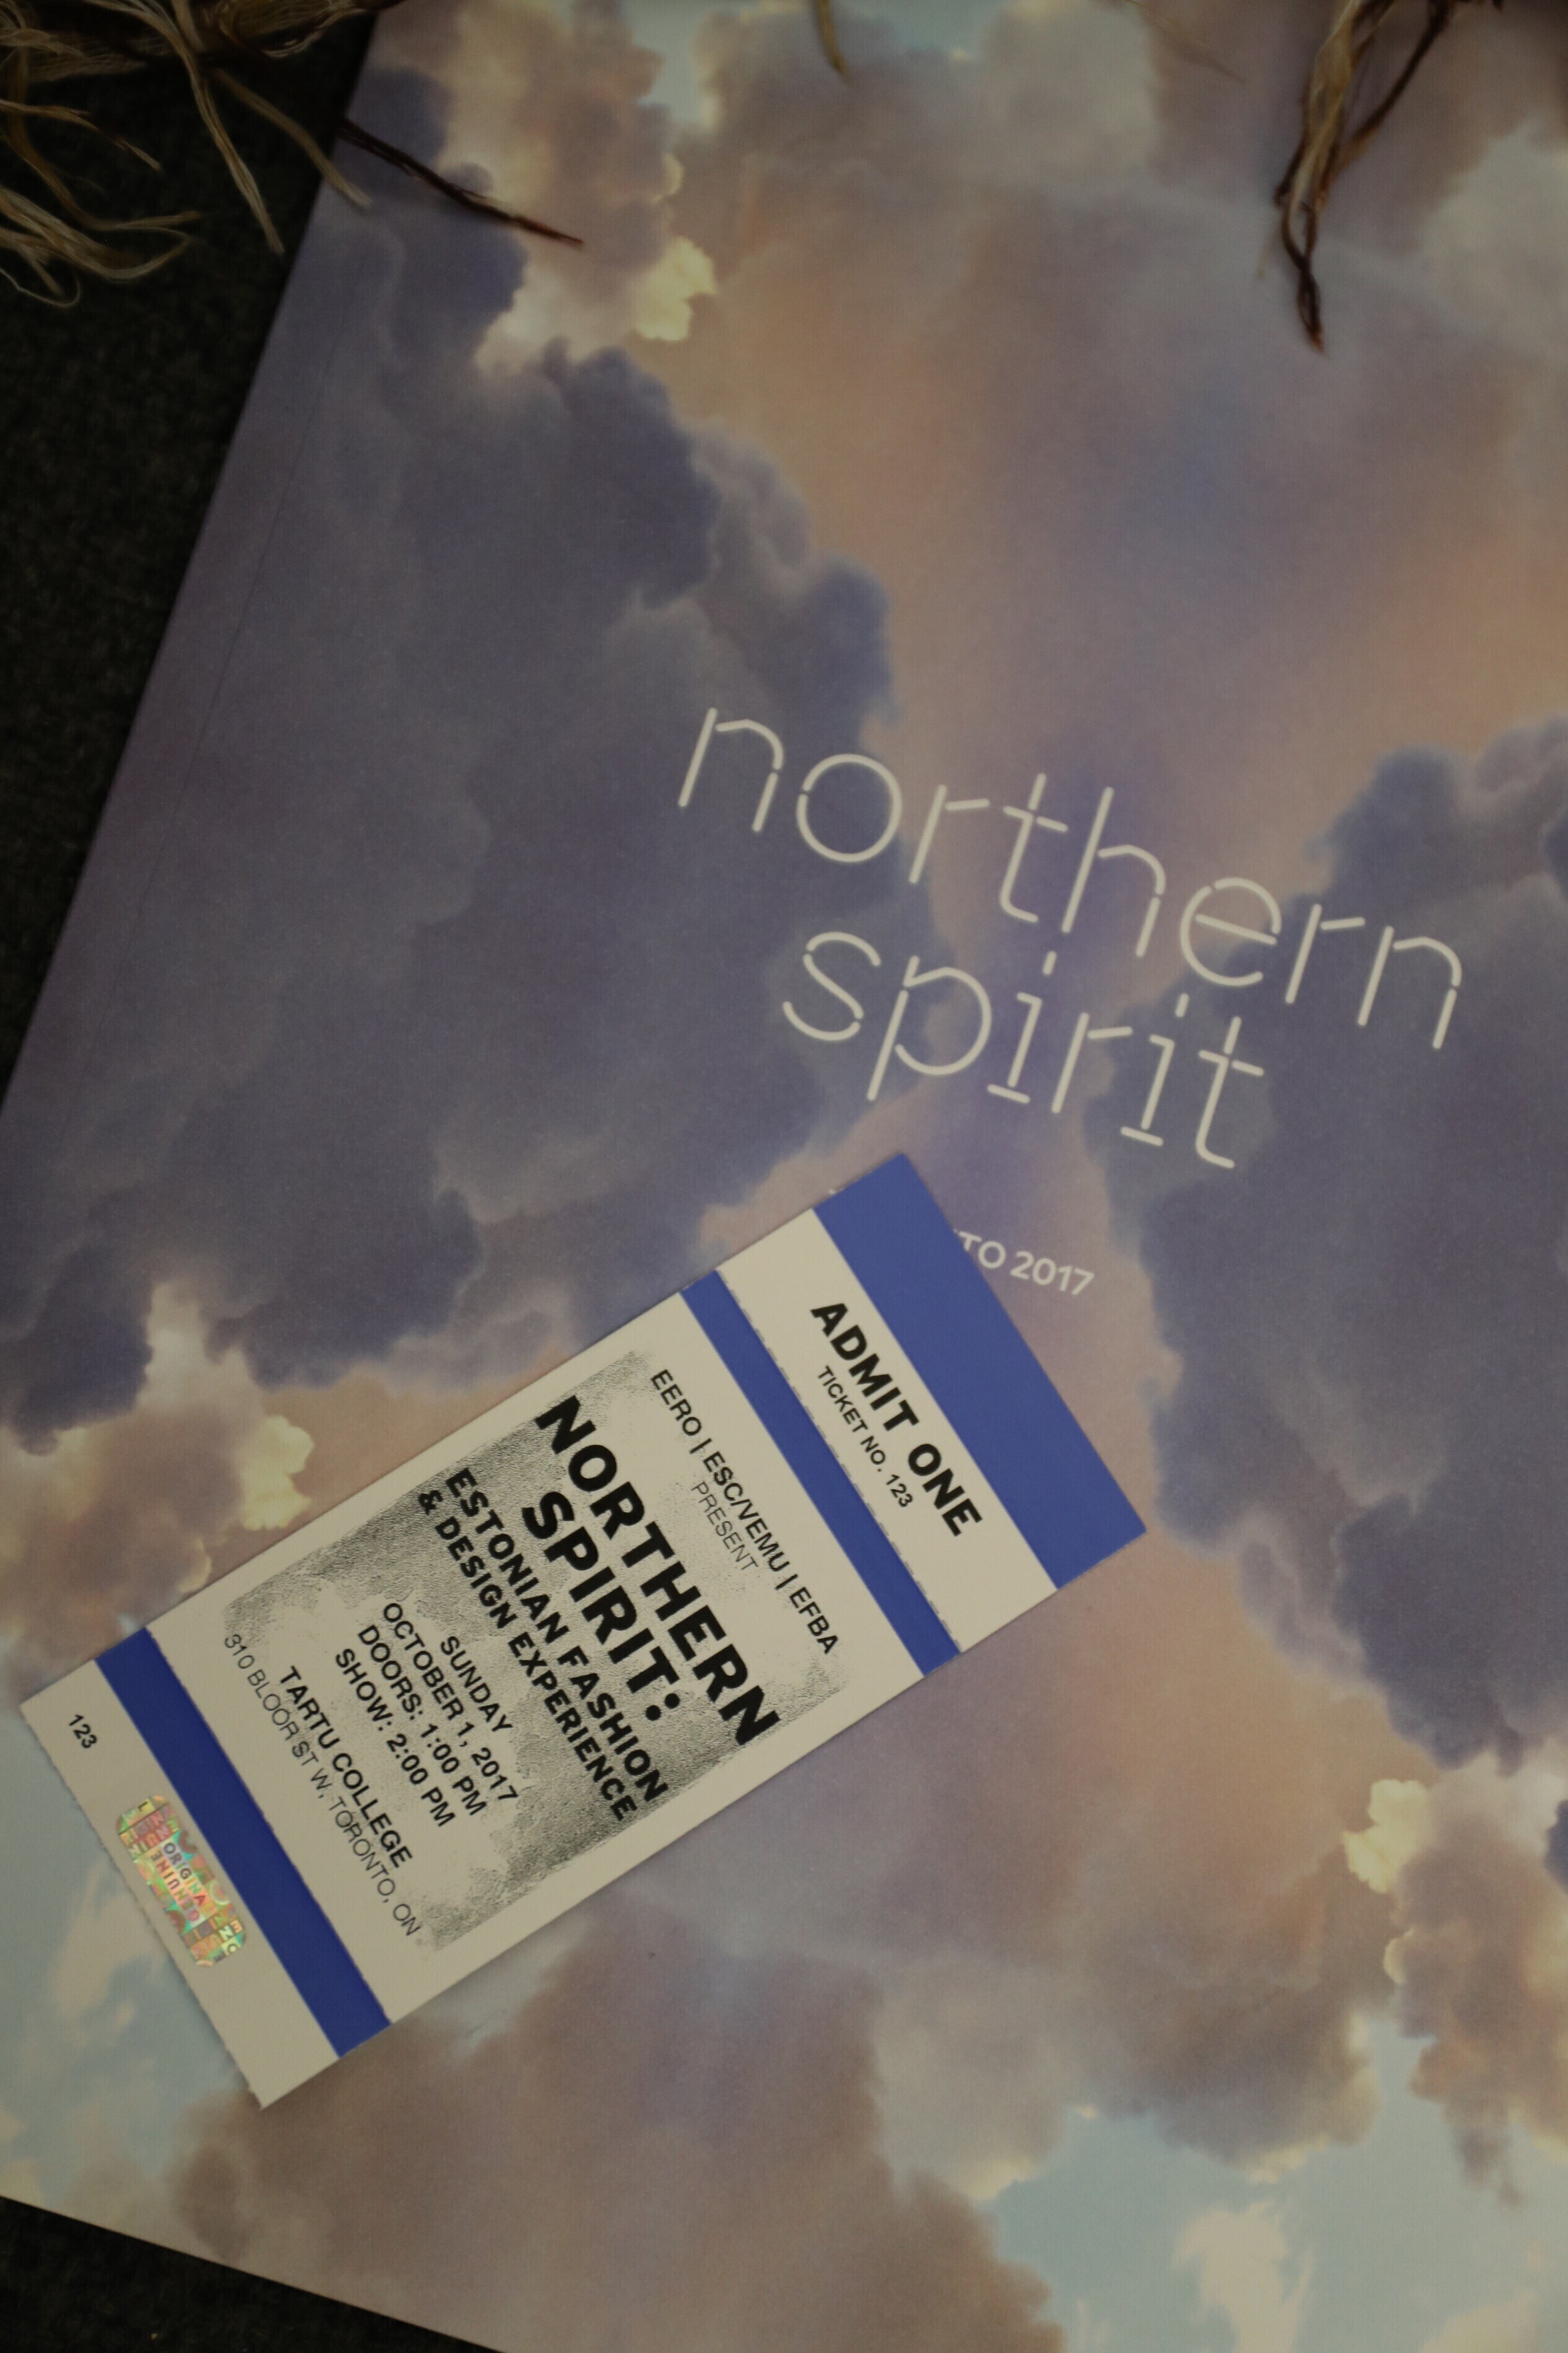 northern
spirit
TO 2017
ADMIT ONE
TICKET NO. 123
EERO | ESC/VEMU | EFBA
PRESENT
NORTHERN
SPIRIT:
ESTONIAN FASHION
& DESIGN EXPERIENCE
SUNDAY
OCTOBER 1, 2017
DOORS: 1:00 PM
SHOW: 2:00 PM
TARTU COLLEGE
310 BLOOR ST W, TORONTO, ON
123
ORIGINA
GENUINE